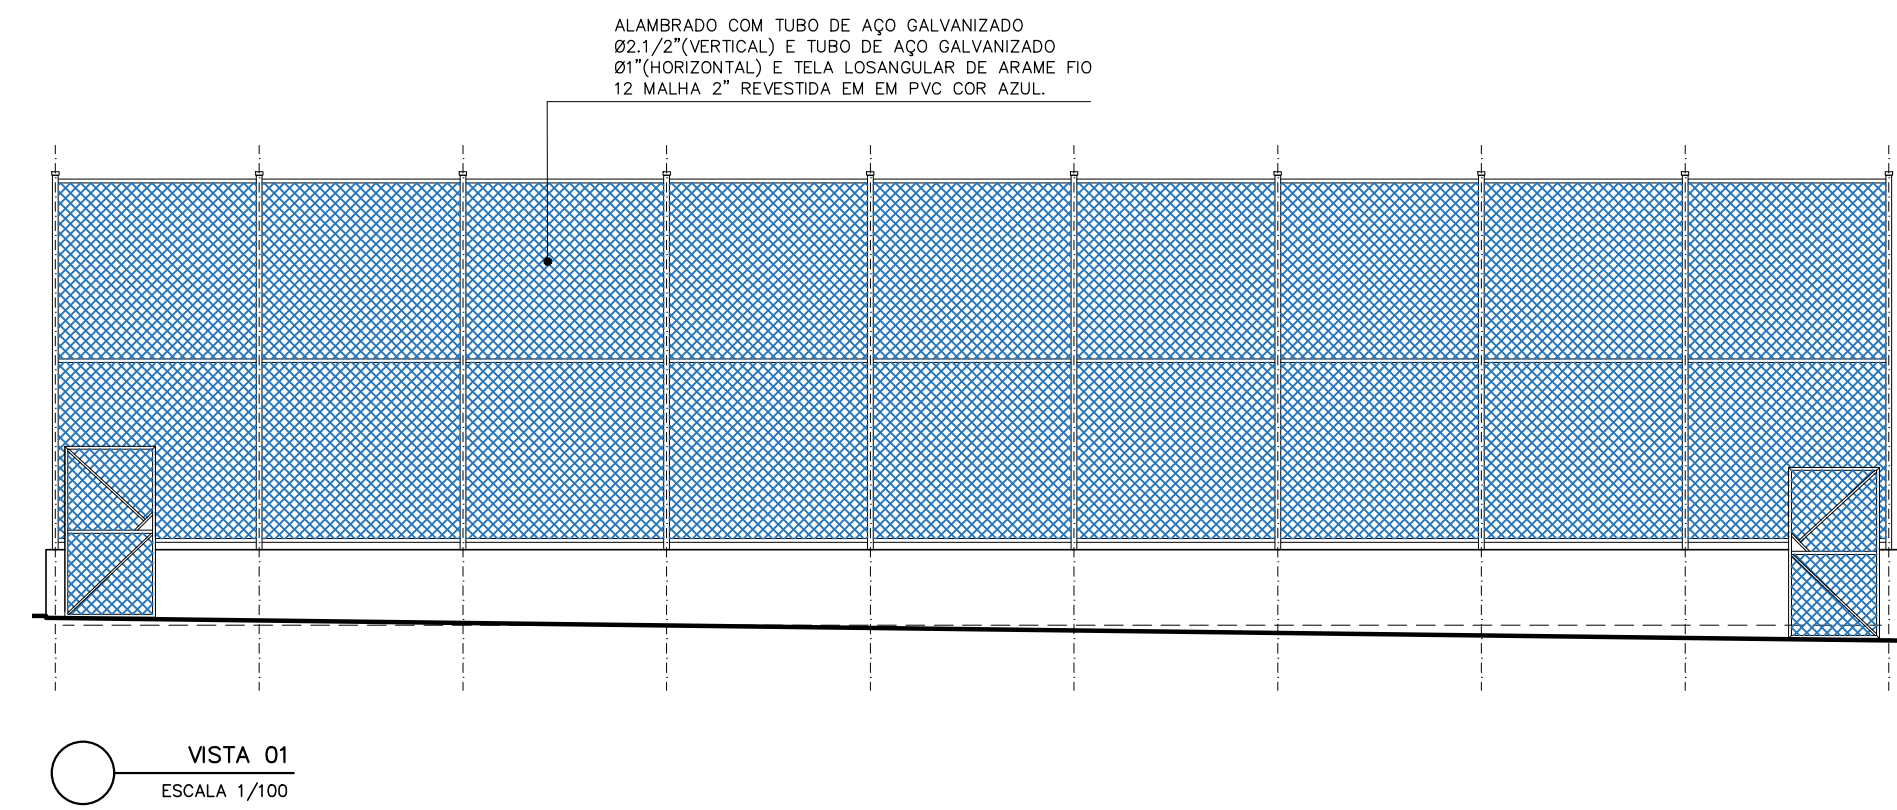 ALAMBRADO COM TUBO DE AÇO GALVANIZADO
Ø2.1/2"(VERTICAL) E TUBO DE AÇO GALVANIZADO
Ø1"(HORIZONTAL) E TELA LOSANGULAR DE ARAME FIO
12 MALHA 2" REVESTIDA EM EM PVC COR AZUL.
VISTA 01
ESCALA 1/100